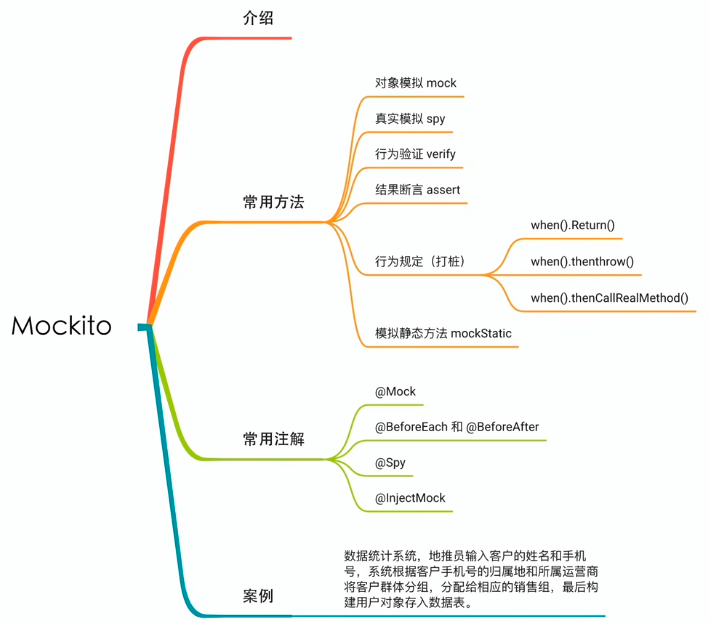 Mockito
介绍
常用方法
对象模拟 mock
真实模拟 spy
行为验证 verify
结果断言 assert
行为规定（打桩）
when().Return()
when().thenthrow()
when().thenCallRealMethod()
模拟静态方法 mockStatic
常用注解
@Mock
@BeforeEach 和 @BeforeAfter
@Spy
@InjectMock
案例
数据统计系统，地推员输入客户的姓名和手机
号，系统根据客户手机号的归属地和所属运营商
将客户群体分组，分配给相应的销售组，最后构
建用户对象存入数据表。